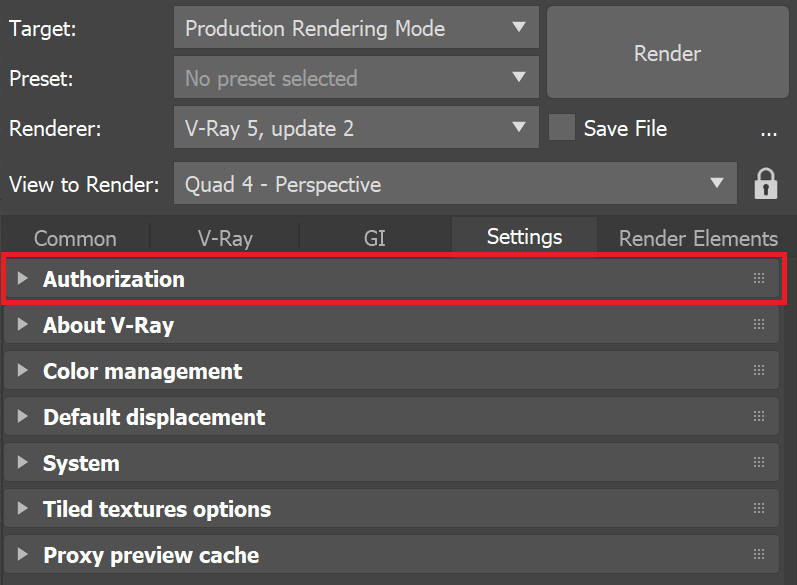 Target: Production Rendering Mode
Render
Preset: No preset selected
Renderer: V-Ray 5, update 2 Save File ...
View to Render: Quad 4 - Perspective
Common V-Ray GI Settings Render Elements
Authorization
About V-Ray
Color management
Default displacement
System
Tiled textures options
Proxy preview cache